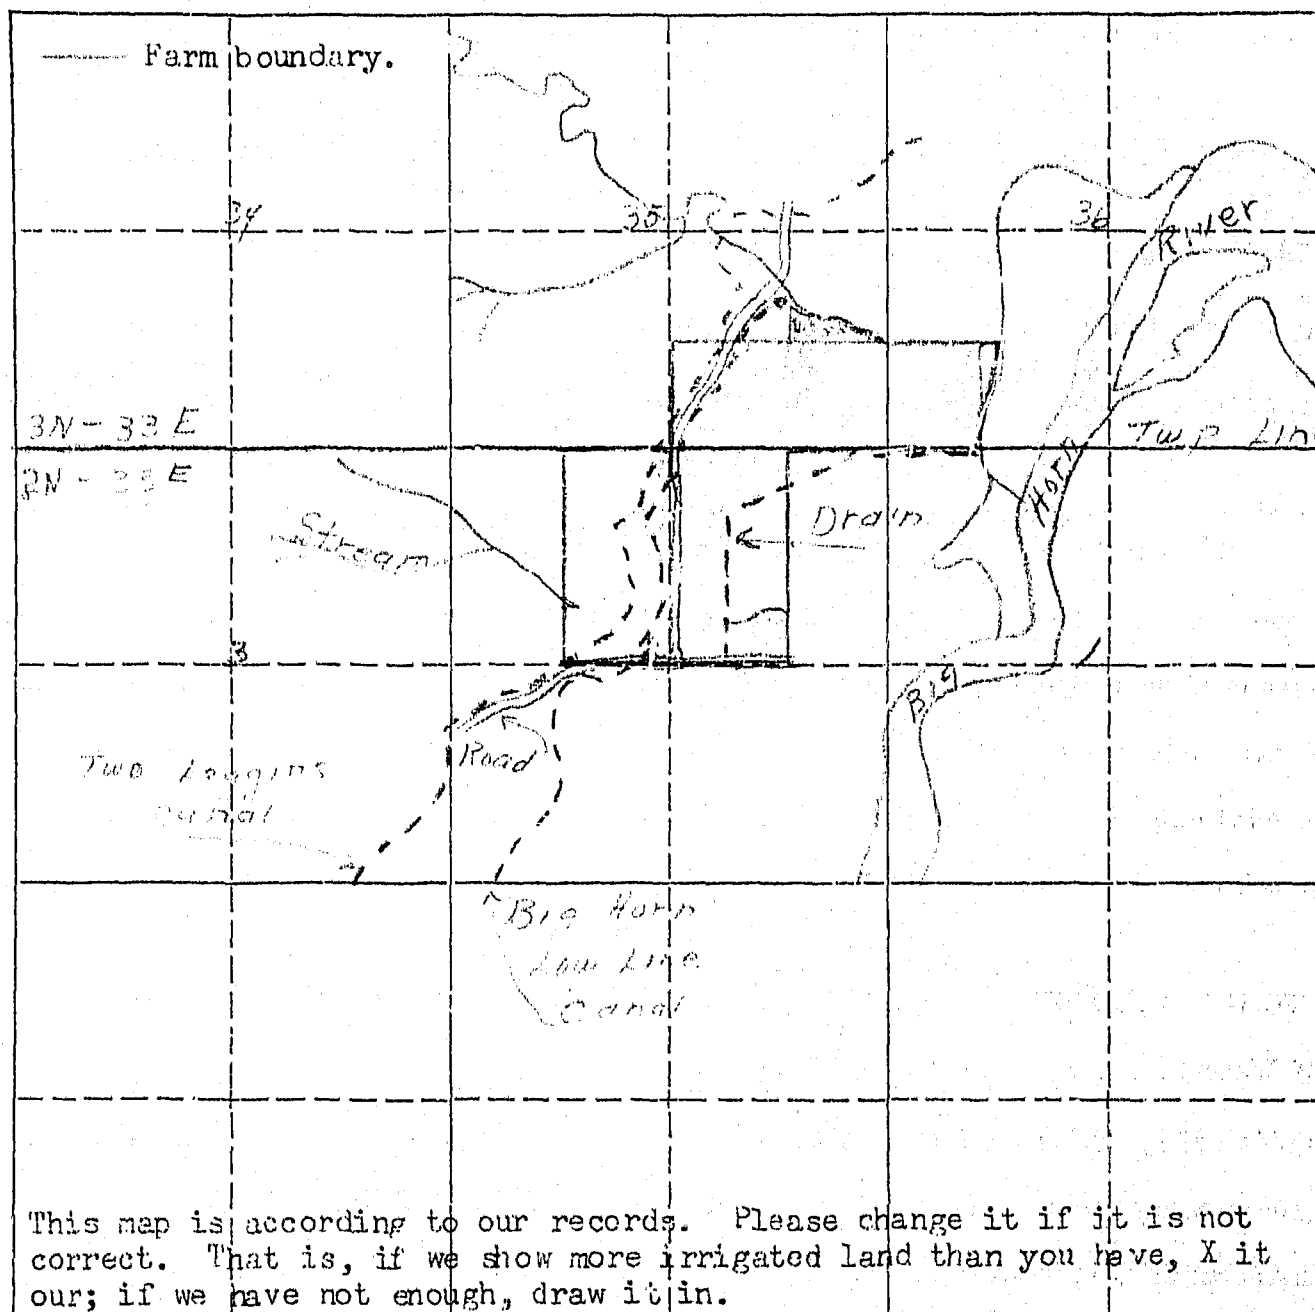 Farm boundary.
34
35
36
River
3N - 33 E
Twp Lin
2N - 33 E
Horn
Stream
Drain
3
Big
Road
Two Leggins
Canal
Big Horn
Low Line
Canal
This map is according to our records. Please change it if it is not
correct. That is, if we show more irrigated land than you have, X it
our; if we have not enough, draw it in.